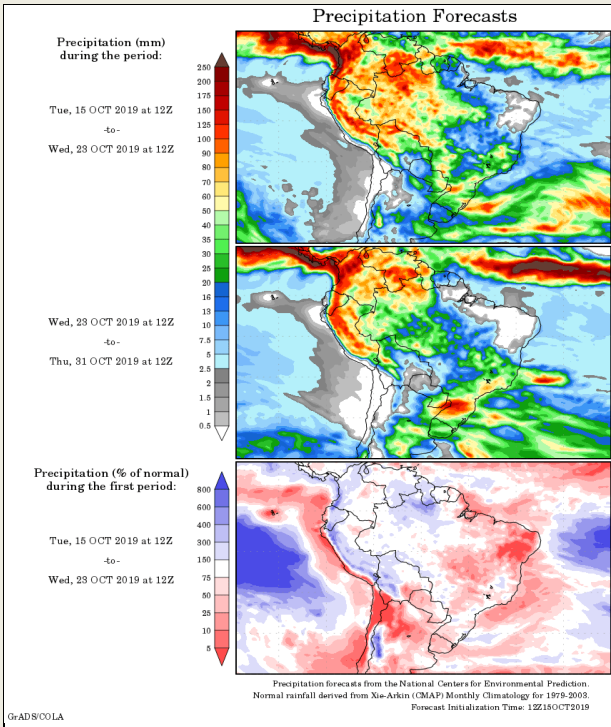 Precipitation Forecasts
Precipitation (mm)
during the period:
Tue, 15 OCT 2019 at 12Z
-to-
Wed, 23 OCT 2019 at 12Z
250
200
175
150
125
100
90
80
70
60
50
40
35
30
25
20
16
13
10
7.5
5
2.5
2
1.5
1
0.5
Wed, 23 OCT 2019 at 12Z
-to-
Thu, 31 OCT 2019 at 12Z
Precipitation (% of normal)
during the first period:
Tue, 15 OCT 2019 at 12Z
-to-
Wed, 23 OCT 2019 at 12Z
800
600
400
300
150
75
50
25
10
5
Precipitation forecasts from the National Centers for Environmental Prediction.
Normal rainfall derived from Xie-Arkin (CMAP) Monthly Climatology for 1979-2003.
Forecast Initialization Time: 12Z15OCT2019
GrADS/COLA